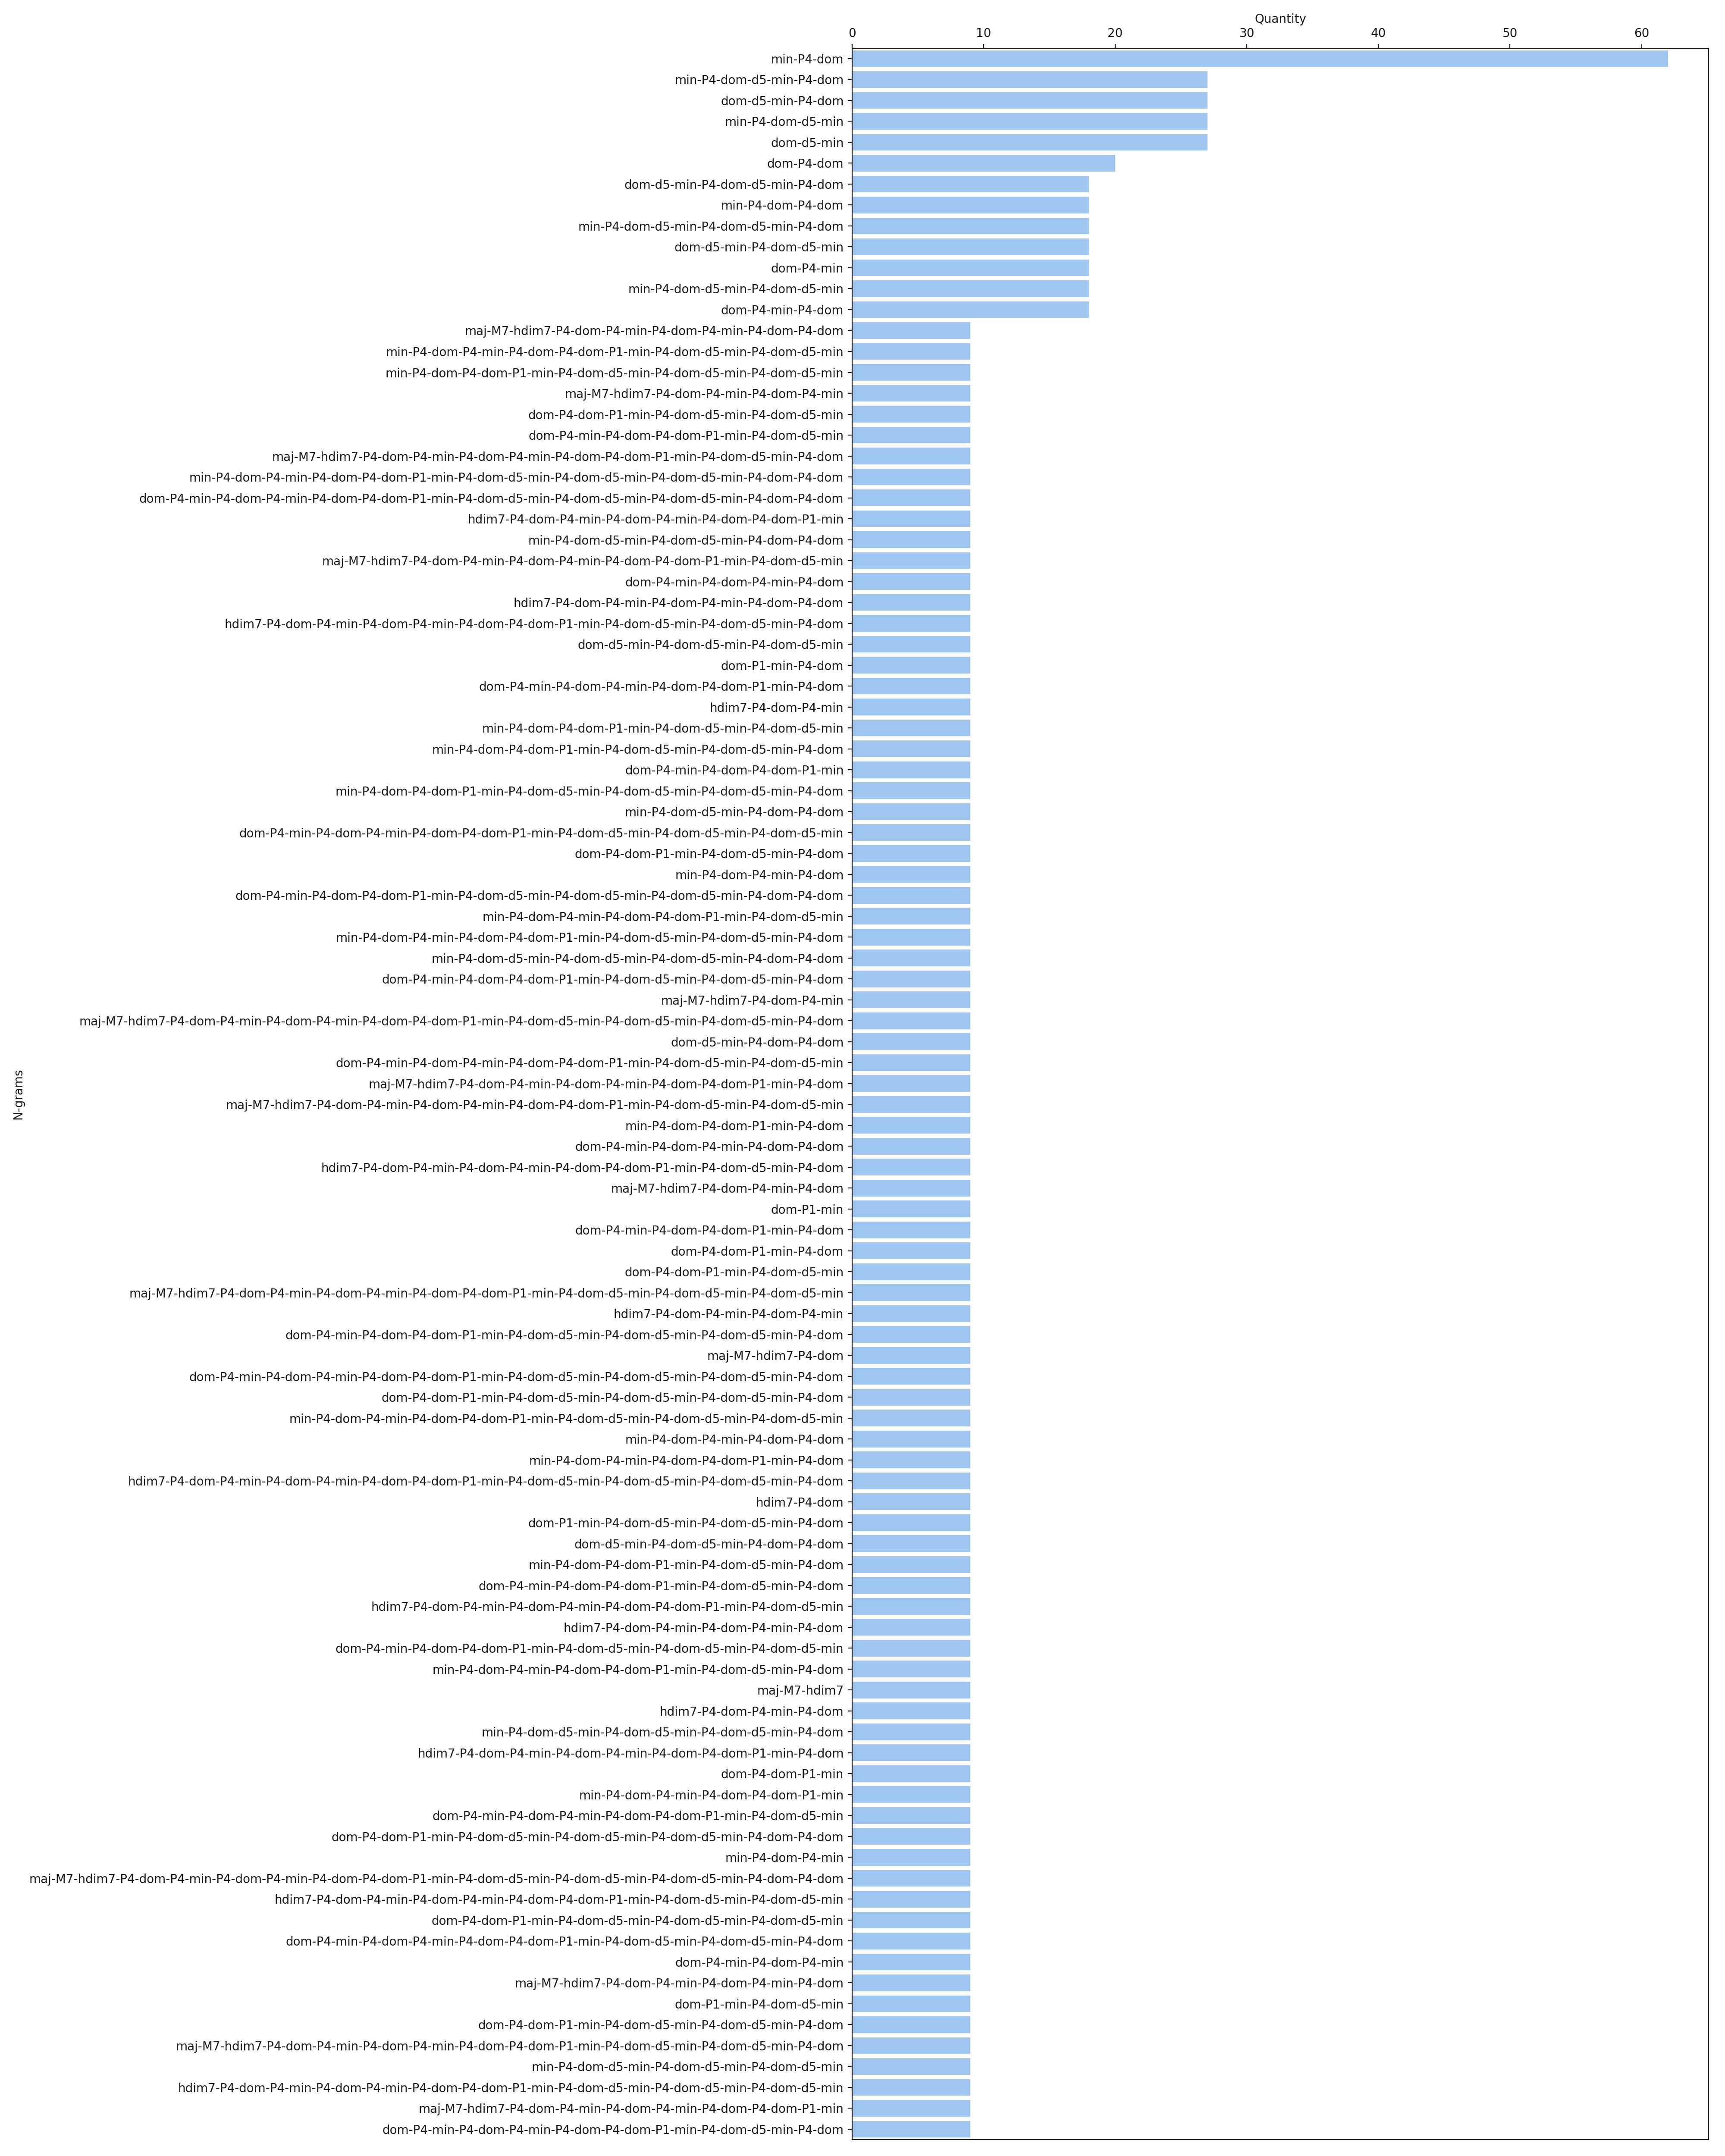 Quantity
0 10 20 30 40 50 60
min-P4-dom
min-P4-dom-d5-min-P4-dom
dom-d5-min-P4-dom
min-P4-dom-d5-min
dom-d5-min
dom-P4-dom
dom-d5-min-P4-dom-d5-min-P4-dom
min-P4-dom-P4-dom
min-P4-dom-d5-min-P4-dom-d5-min-P4-dom
dom-d5-min-P4-dom-d5-min
dom-P4-min
min-P4-dom-d5-min-P4-dom-d5-min
dom-P4-min-P4-dom
maj-M7-hdim7-P4-dom-P4-min-P4-dom-P4-min-P4-dom-P4-dom
min-P4-dom-P4-min-P4-dom-P4-dom-P1-min-P4-dom-d5-min-P4-dom-d5-min
min-P4-dom-P4-dom-P1-min-P4-dom-d5-min-P4-dom-d5-min-P4-dom-d5-min
maj-M7-hdim7-P4-dom-P4-min-P4-dom-P4-min
dom-P4-dom-P1-min-P4-dom-d5-min-P4-dom-d5-min
dom-P4-min-P4-dom-P4-dom-P1-min-P4-dom-d5-min
maj-M7-hdim7-P4-dom-P4-min-P4-dom-P4-min-P4-dom-P4-dom-P1-min-P4-dom-d5-min-P4-dom
min-P4-dom-P4-min-P4-dom-P4-dom-P1-min-P4-dom-d5-min-P4-dom-d5-min-P4-dom-d5-min-P4-dom-P4-dom
dom-P4-min-P4-dom-P4-min-P4-dom-P4-dom-P1-min-P4-dom-d5-min-P4-dom-d5-min-P4-dom-d5-min-P4-dom-P4-dom
hdim7-P4-dom-P4-min-P4-dom-P4-min-P4-dom-P4-dom-P1-min
min-P4-dom-d5-min-P4-dom-d5-min-P4-dom-P4-dom
maj-M7-hdim7-P4-dom-P4-min-P4-dom-P4-min-P4-dom-P4-dom-P1-min-P4-dom-d5-min
dom-P4-min-P4-dom-P4-min-P4-dom
hdim7-P4-dom-P4-min-P4-dom-P4-min-P4-dom-P4-dom
hdim7-P4-dom-P4-min-P4-dom-P4-min-P4-dom-P4-dom-P1-min-P4-dom-d5-min-P4-dom-d5-min-P4-dom
dom-d5-min-P4-dom-d5-min-P4-dom-d5-min
dom-P1-min-P4-dom
dom-P4-min-P4-dom-P4-min-P4-dom-P4-dom-P1-min-P4-dom
hdim7-P4-dom-P4-min
min-P4-dom-P4-dom-P1-min-P4-dom-d5-min-P4-dom-d5-min
min-P4-dom-P4-dom-P1-min-P4-dom-d5-min-P4-dom-d5-min-P4-dom
dom-P4-min-P4-dom-P4-dom-P1-min
min-P4-dom-P4-dom-P1-min-P4-dom-d5-min-P4-dom-d5-min-P4-dom-d5-min-P4-dom
min-P4-dom-d5-min-P4-dom-P4-dom
dom-P4-min-P4-dom-P4-min-P4-dom-P4-dom-P1-min-P4-dom-d5-min-P4-dom-d5-min-P4-dom-d5-min
dom-P4-dom-P1-min-P4-dom-d5-min-P4-dom
min-P4-dom-P4-min-P4-dom
dom-P4-min-P4-dom-P4-dom-P1-min-P4-dom-d5-min-P4-dom-d5-min-P4-dom-d5-min-P4-dom-P4-dom
min-P4-dom-P4-min-P4-dom-P4-dom-P1-min-P4-dom-d5-min
min-P4-dom-P4-min-P4-dom-P4-dom-P1-min-P4-dom-d5-min-P4-dom-d5-min-P4-dom
min-P4-dom-d5-min-P4-dom-d5-min-P4-dom-d5-min-P4-dom-P4-dom
dom-P4-min-P4-dom-P4-dom-P1-min-P4-dom-d5-min-P4-dom-d5-min-P4-dom
maj-M7-hdim7-P4-dom-P4-min
maj-M7-hdim7-P4-dom-P4-min-P4-dom-P4-min-P4-dom-P4-dom-P1-min-P4-dom-d5-min-P4-dom-d5-min-P4-dom-d5-min-P4-dom
dom-d5-min-P4-dom-P4-dom
dom-P4-min-P4-dom-P4-min-P4-dom-P4-dom-P1-min-P4-dom-d5-min-P4-dom-d5-min
maj-M7-hdim7-P4-dom-P4-min-P4-dom-P4-min-P4-dom-P4-dom-P1-min-P4-dom
maj-M7-hdim7-P4-dom-P4-min-P4-dom-P4-min-P4-dom-P4-dom-P1-min-P4-dom-d5-min-P4-dom-d5-min
N-grams
min-P4-dom-P4-dom-P1-min-P4-dom
dom-P4-min-P4-dom-P4-min-P4-dom-P4-dom
hdim7-P4-dom-P4-min-P4-dom-P4-min-P4-dom-P4-dom-P1-min-P4-dom-d5-min-P4-dom
maj-M7-hdim7-P4-dom-P4-min-P4-dom
dom-P1-min
dom-P4-min-P4-dom-P4-dom-P1-min-P4-dom
dom-P4-dom-P1-min-P4-dom
dom-P4-dom-P1-min-P4-dom-d5-min
maj-M7-hdim7-P4-dom-P4-min-P4-dom-P4-min-P4-dom-P4-dom-P1-min-P4-dom-d5-min-P4-dom-d5-min-P4-dom-d5-min
hdim7-P4-dom-P4-min-P4-dom-P4-min
dom-P4-min-P4-dom-P4-dom-P1-min-P4-dom-d5-min-P4-dom-d5-min-P4-dom-d5-min-P4-dom
maj-M7-hdim7-P4-dom
dom-P4-min-P4-dom-P4-min-P4-dom-P4-dom-P1-min-P4-dom-d5-min-P4-dom-d5-min-P4-dom-d5-min-P4-dom
dom-P4-dom-P1-min-P4-dom-d5-min-P4-dom-d5-min-P4-dom-d5-min-P4-dom
min-P4-dom-P4-min-P4-dom-P4-dom-P1-min-P4-dom-d5-min-P4-dom-d5-min-P4-dom-d5-min
min-P4-dom-P4-min-P4-dom-P4-dom
min-P4-dom-P4-min-P4-dom-P4-dom-P1-min-P4-dom
hdim7-P4-dom-P4-min-P4-dom-P4-min-P4-dom-P4-dom-P1-min-P4-dom-d5-min-P4-dom-d5-min-P4-dom-d5-min-P4-dom
hdim7-P4-dom
dom-P1-min-P4-dom-d5-min-P4-dom-d5-min-P4-dom
dom-d5-min-P4-dom-d5-min-P4-dom-P4-dom
min-P4-dom-P4-dom-P1-min-P4-dom-d5-min-P4-dom
dom-P4-min-P4-dom-P4-dom-P1-min-P4-dom-d5-min-P4-dom
hdim7-P4-dom-P4-min-P4-dom-P4-min-P4-dom-P4-dom-P1-min-P4-dom-d5-min
hdim7-P4-dom-P4-min-P4-dom-P4-min-P4-dom
dom-P4-min-P4-dom-P4-dom-P1-min-P4-dom-d5-min-P4-dom-d5-min-P4-dom-d5-min
min-P4-dom-P4-min-P4-dom-P4-dom-P1-min-P4-dom-d5-min-P4-dom
maj-M7-hdim7
hdim7-P4-dom-P4-min-P4-dom
min-P4-dom-d5-min-P4-dom-d5-min-P4-dom-d5-min-P4-dom
hdim7-P4-dom-P4-min-P4-dom-P4-min-P4-dom-P4-dom-P1-min-P4-dom
dom-P4-dom-P1-min
min-P4-dom-P4-min-P4-dom-P4-dom-P1-min
dom-P4-min-P4-dom-P4-min-P4-dom-P4-dom-P1-min-P4-dom-d5-min
dom-P4-dom-P1-min-P4-dom-d5-min-P4-dom-d5-min-P4-dom-d5-min-P4-dom-P4-dom
min-P4-dom-P4-min
maj-M7-hdim7-P4-dom-P4-min-P4-dom-P4-min-P4-dom-P4-dom-P1-min-P4-dom-d5-min-P4-dom-d5-min-P4-dom-d5-min-P4-dom-P4-dom
hdim7-P4-dom-P4-min-P4-dom-P4-min-P4-dom-P4-dom-P1-min-P4-dom-d5-min-P4-dom-d5-min
dom-P4-dom-P1-min-P4-dom-d5-min-P4-dom-d5-min-P4-dom-d5-min
dom-P4-min-P4-dom-P4-min-P4-dom-P4-dom-P1-min-P4-dom-d5-min-P4-dom-d5-min-P4-dom
dom-P4-min-P4-dom-P4-min
maj-M7-hdim7-P4-dom-P4-min-P4-dom-P4-min-P4-dom
dom-P1-min-P4-dom-d5-min
dom-P4-dom-P1-min-P4-dom-d5-min-P4-dom-d5-min-P4-dom
maj-M7-hdim7-P4-dom-P4-min-P4-dom-P4-min-P4-dom-P4-dom-P1-min-P4-dom-d5-min-P4-dom-d5-min-P4-dom
min-P4-dom-d5-min-P4-dom-d5-min-P4-dom-d5-min
hdim7-P4-dom-P4-min-P4-dom-P4-min-P4-dom-P4-dom-P1-min-P4-dom-d5-min-P4-dom-d5-min-P4-dom-d5-min
maj-M7-hdim7-P4-dom-P4-min-P4-dom-P4-min-P4-dom-P4-dom-P1-min
dom-P4-min-P4-dom-P4-min-P4-dom-P4-dom-P1-min-P4-dom-d5-min-P4-dom